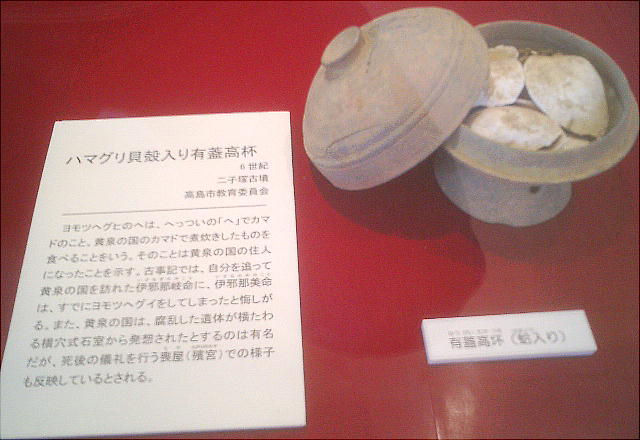 ハマグリ貝殻入り有蓋高杯
6世紀
二子塚古墳
高島市教育委員会
ヨモツヘグヒのヘは、へっついの「ヘ」でカマ
ドのこと。黄泉の国のカマドで煮炊きしたものを
食べることをいう。そのことは黄泉の国の住人
になったことを示す。古事記では、自分を追って
黄泉の国を訪れた伊邪那岐命に、伊邪那美命
は、すでにヨモツヘグイをしてしまったと悔しが
る。また、黄泉の国は、腐乱した遺体が横たわ
る横穴式石室から発想されたとするのは有名
だが、死後の儀礼を行う喪屋(殯宮)での様子
も反映しているとされる。
有蓋高坏(蛤入り)